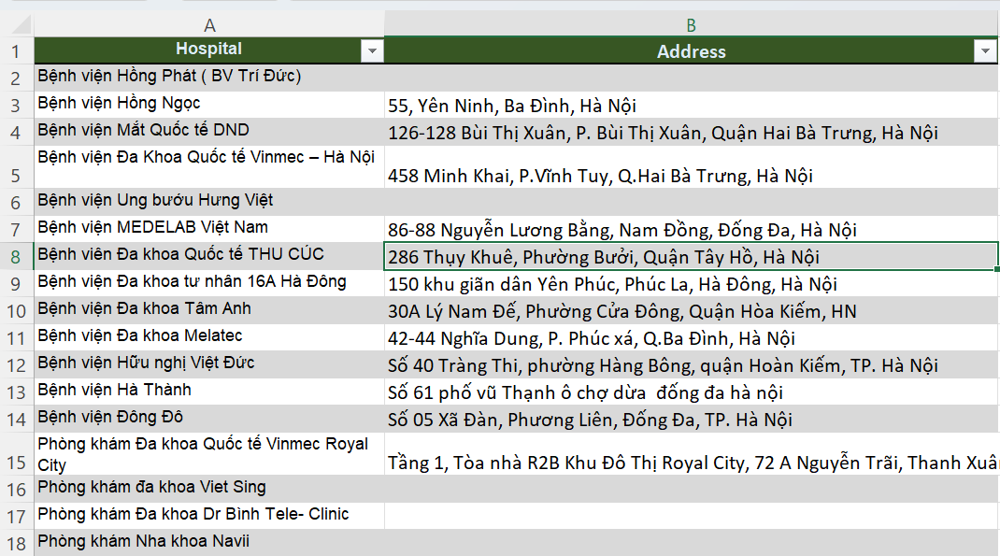 A B
1 Hospital Address
2 Bệnh viện Hồng Phát ( BV Trí Đức)
3 Bệnh viện Hồng Ngọc 55, Yên Ninh, Ba Đình, Hà Nội
4 Bệnh viện Mắt Quốc tế DND 126-128 Bùi Thị Xuân, P. Bùi Thị Xuân, Quận Hai Bà Trưng, Hà Nội
5 Bệnh viện Đa Khoa Quốc tế Vinmec – Hà Nội 458 Minh Khai, P.Vĩnh Tuy, Q.Hai Bà Trưng, Hà Nội
6 Bệnh viện Ung bướu Hưng Việt
7 Bệnh viện MEDELAB Việt Nam 86-88 Nguyễn Lương Bằng, Nam Đồng, Đống Đa, Hà Nội
8 Bệnh viên Đa khoa Quốc tế THU CÚC 286 Thụy Khuê, Phường Bưởi, Quận Tây Hồ, Hà Nội
9 Bệnh viện Đa khoa tư nhân 16A Hà Đông 150 khu giãn dân Yên Phúc, Phúc La, Hà Đông, Hà Nội
10 Bệnh viện Đa khoa Tâm Anh 30A Lý Nam Đế, Phường Cửa Đông, Quận Hòa Kiếm, HN
11 Bệnh viện Đa khoa Melatec 42-44 Nghĩa Dung, P. Phúc xá, Q.Ba Đình, Hà Nội
12 Bệnh viện Hữu nghị Việt Đức Số 40 Tràng Thi, phường Hàng Bông, quận Hoàn Kiếm, TP. Hà Nội
13 Bệnh viện Hà Thành Số 61 phố vũ Thạnh ô chợ dừa  đống đa hà nội
14 Bệnh viện Đông Đô Số 05 Xã Đàn, Phương Liên, Đống Đa, TP. Hà Nội
Phòng khám Đa khoa Quốc tế Vinmec Royal
15 City Tầng 1, Tòa nhà R2B Khu Đô Thị Royal City, 72 A Nguyễn Trãi, Thanh Xuân
16 Phòng khám đa khoa Viet Sing
17 Phòng khám Đa khoa Dr Bình Tele- Clinic
18 Phòng khám Nha khoa Navii